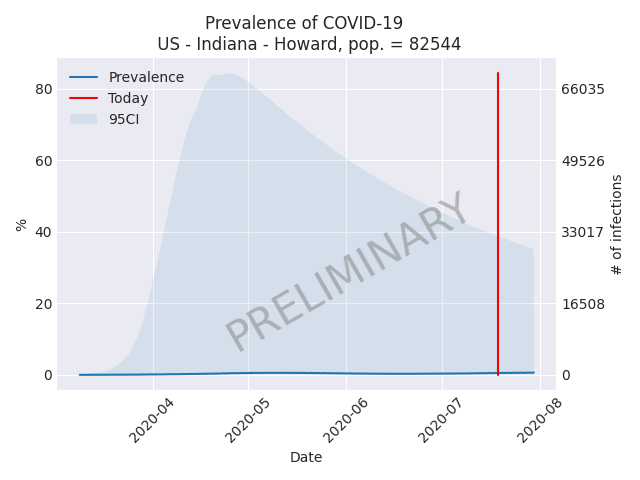 Prevalence of COVID-19
US - Indiana - Howard, pop. = 82544
Prevalence
Today
95CI
80
60
40
20
0
%
66035
49526
33017
16508
0
# of infections
PRELIMINARY
2020-04
2020-05
2020-06
2020-07
2020-08
Date